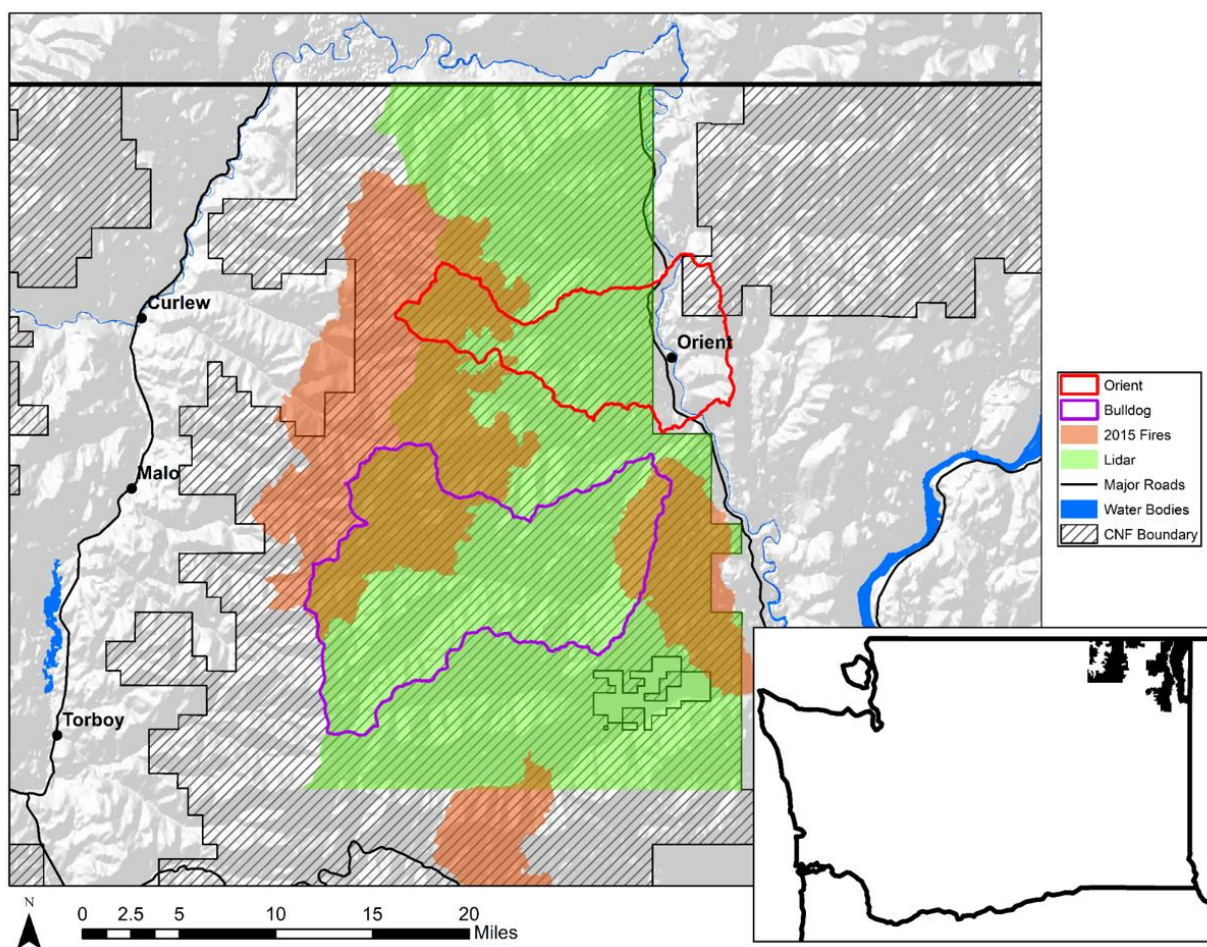 Curlew
Orient
Malo
Torboy
Orient
Bulldog
2015 Fires
Lidar
Major Roads
Water Bodies
CNF Boundary
N
0 2.5 5 10 15 20
Miles